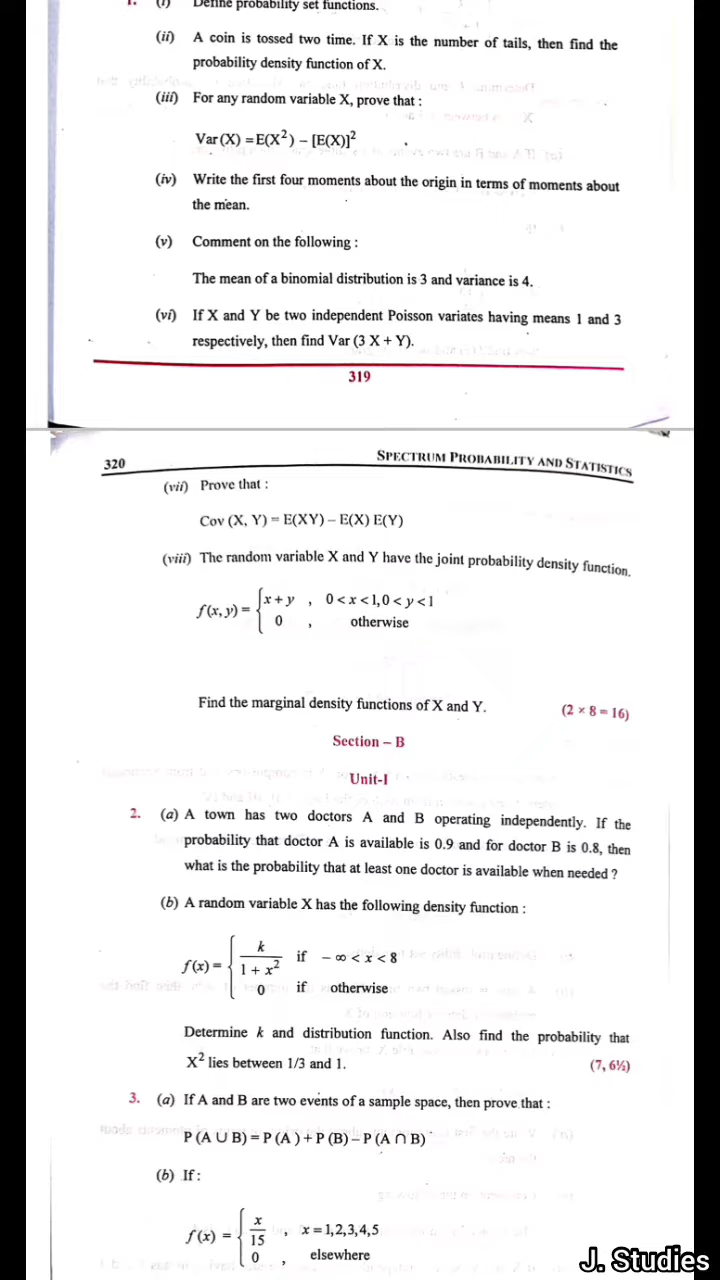 1. (i) Define probability set functions.
(ii) A coin is tossed two time. If X is the number of tails, then find the
probability density function of X.
(iii) For any random variable X, prove that :
Var (X) = E(X²) – [E(X)]²
(iv) Write the first four moments about the origin in terms of moments about
the mean.
(v) Comment on the following :
The mean of a binomial distribution is 3 and variance is 4.
(vi) If X and Y be two independent Poisson variates having means 1 and 3
respectively, then find Var (3 X + Y).
319
320 SPECTRUM PROBABILITY AND STATISTICS
(vii) Prove that :
Cov (X, Y) = E(XY) – E(X) E(Y)
(viii) The random variable X and Y have the joint probability density function.
f(x, y) = { x + y , 0 < x < 1, 0 < y < 1
0 , otherwise
Find the marginal density functions of X and Y. (2 × 8 = 16)
Section – B
Unit-I
2. (a) A town has two doctors A and B operating independently. If the
probability that doctor A is available is 0.9 and for doctor B is 0.8, then
what is the probability that at least one doctor is available when needed ?
(b) A random variable X has the following density function :
f(x) = { k / (1 + x²) if – ∞ < x < 8
0 if otherwise
Determine k and distribution function. Also find the probability that
X² lies between 1/3 and 1. (7, 6½)
3. (a) If A and B are two events of a sample space, then prove that :
P (A ∪ B) = P (A ) + P (B) – P (A ∩ B)
(b) If :
f(x) = { x/15 , x = 1,2,3,4,5
0 , elsewhere
J. Studies